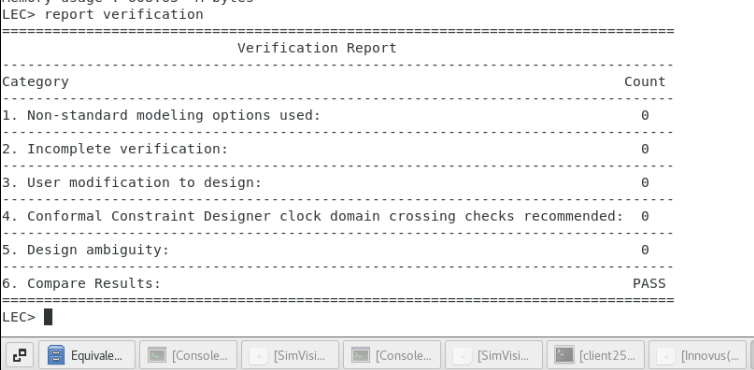 LEC> report verification
================================================================================
Verification Report
--------------------------------------------------------------------------------
Category Count
--------------------------------------------------------------------------------
1. Non-standard modeling options used: 0
--------------------------------------------------------------------------------
2. Incomplete verification: 0
--------------------------------------------------------------------------------
3. User modification to design: 0
--------------------------------------------------------------------------------
4. Conformal Constraint Designer clock domain crossing checks recommended: 0
--------------------------------------------------------------------------------
5. Design ambiguity: 0
--------------------------------------------------------------------------------
6. Compare Results: PASS
================================================================================
LEC>
Equivale... [Console... [SimVisi... [Console... [SimVisi... [client25... [Innovus(...